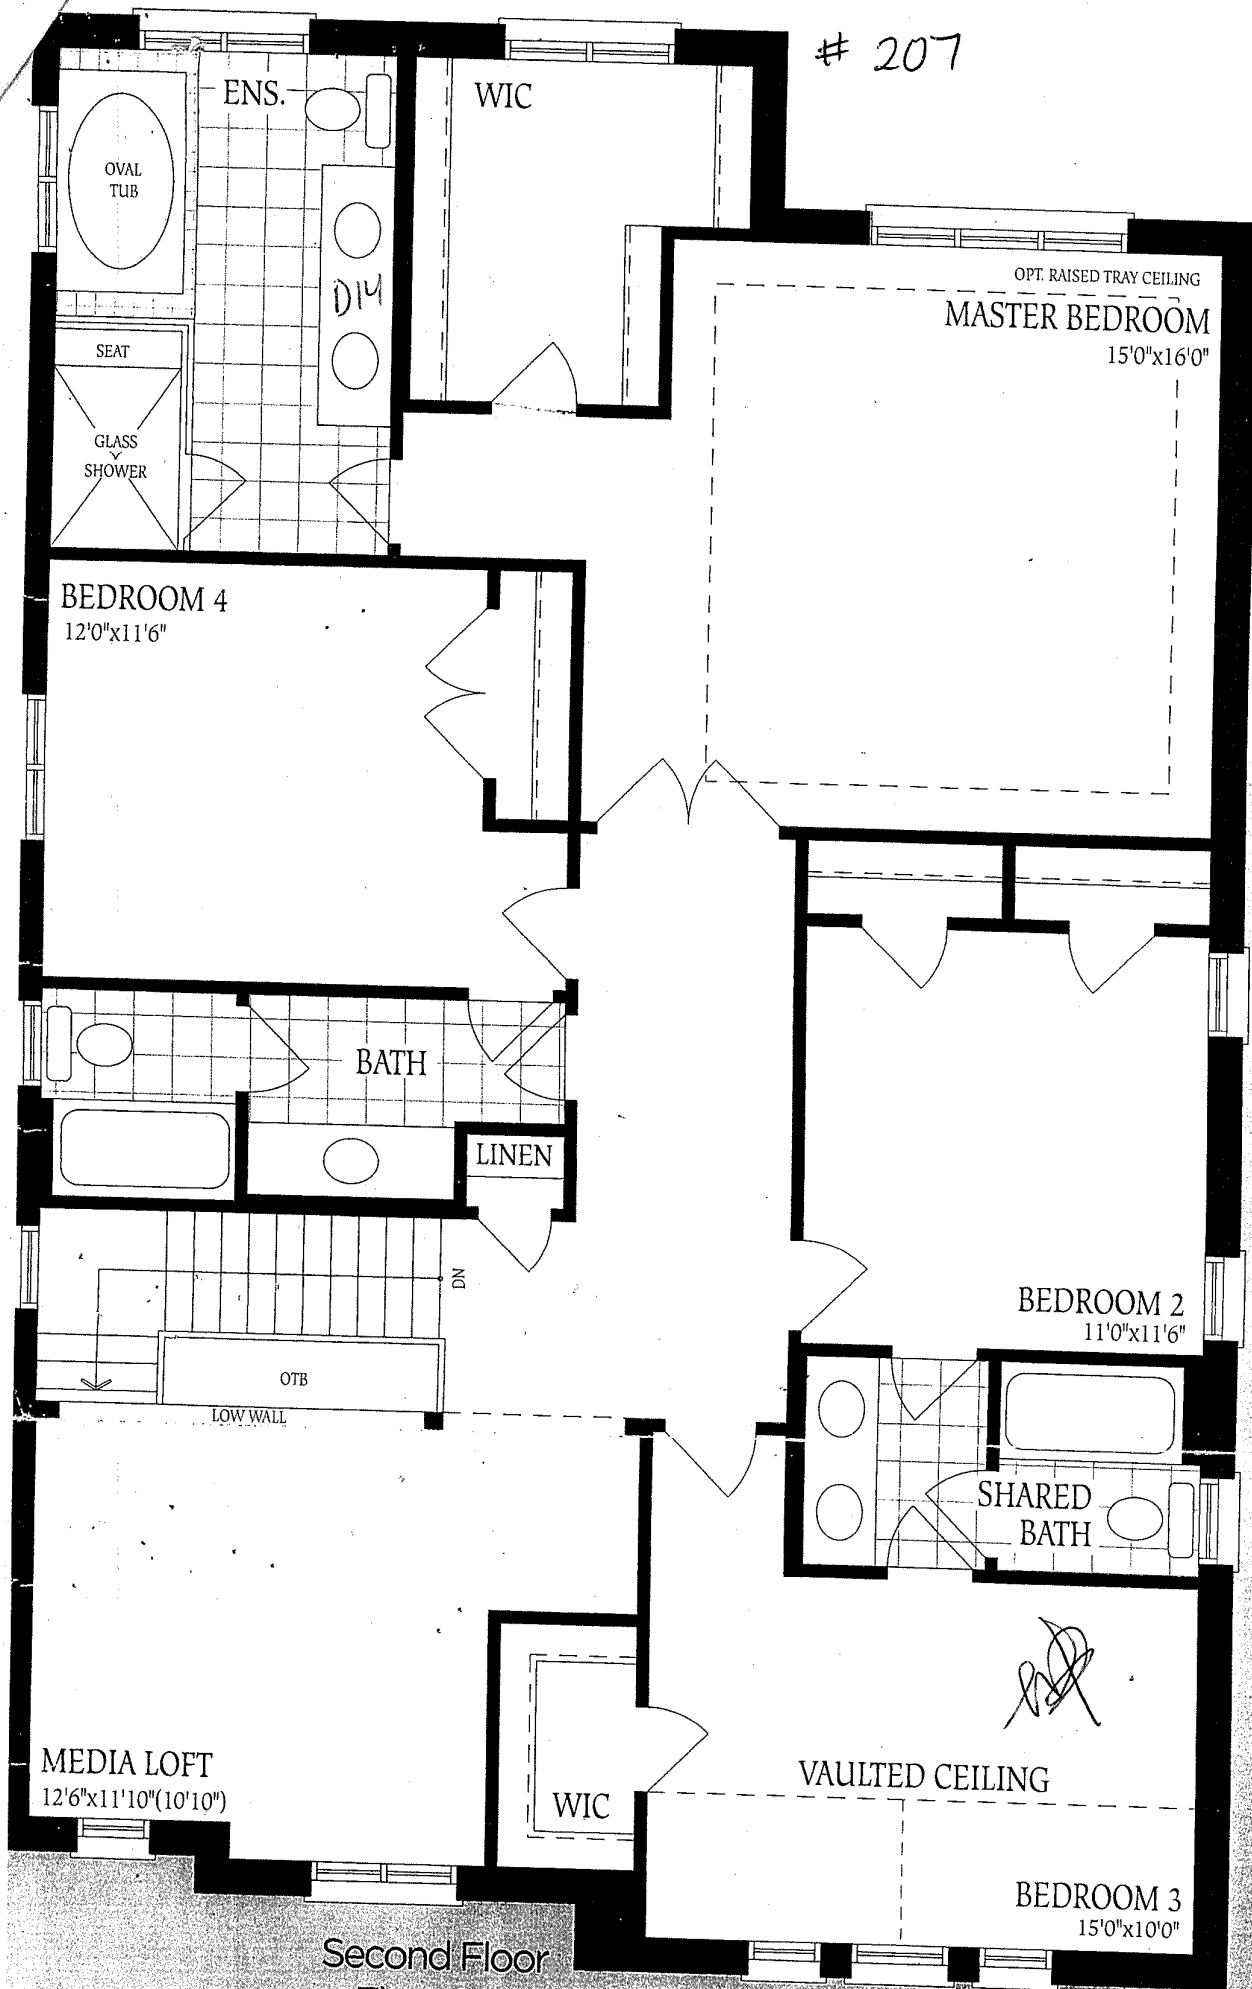 # 207
ENS.
WIC
OVAL
TUB
D14
OPT. RAISED TRAY CEILING
MASTER BEDROOM
15'0"x16'0"
SEAT
GLASS
SHOWER
BEDROOM 4
12'0"x11'6"
BATH
LINEN
DN
BEDROOM 2
11'0"x11'6"
OTB
LOW WALL
SHARED
BATH
MEDIA LOFT
12'6"x11'10"(10'10")
WIC
VAULTED CEILING
BEDROOM 3
15'0"x10'0"
Second Floor